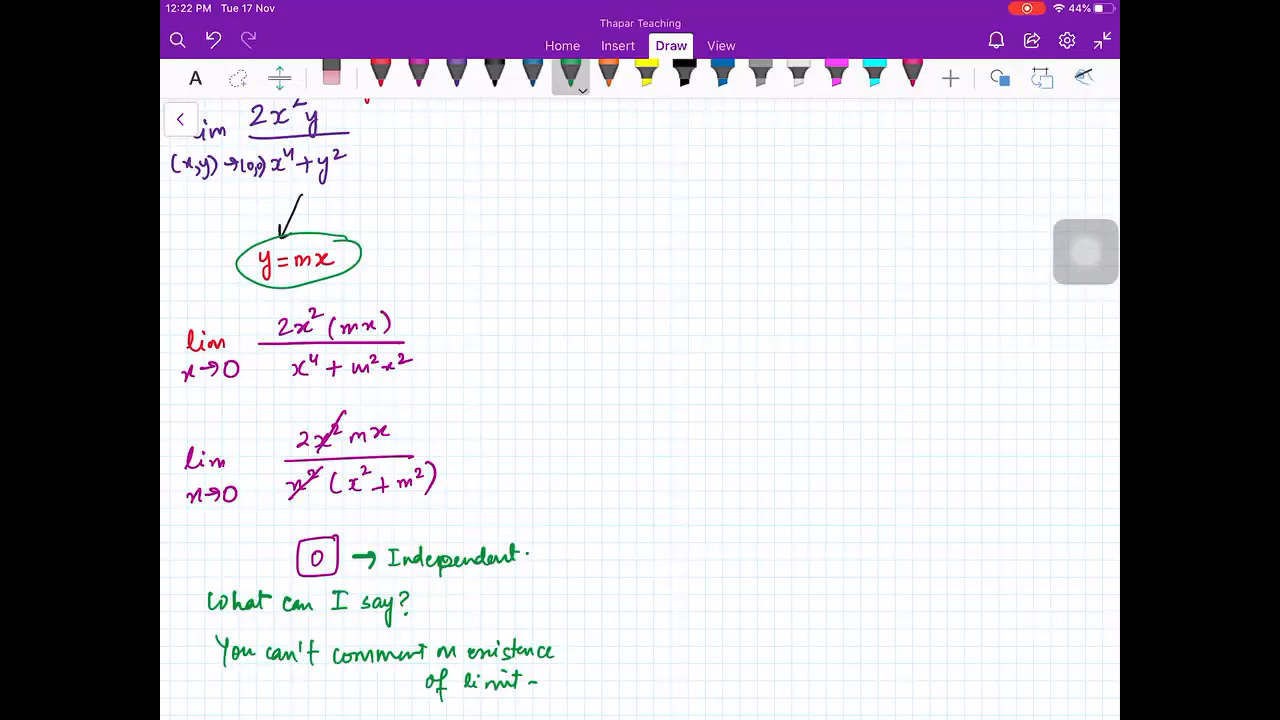 12:22 PM Tue 17 Nov
44%
Thapar Teaching
Home Insert Draw View
A
lim 2x²y
(x,y)→(0,0) x⁴+y²
y=mx
lim 2x²(mx)
x→0 x⁴+m²x²
lim 2x²mx
x→0 x²(x²+m²)
0 → Independent.
What can I say?
You can't comment on existence
of limit-